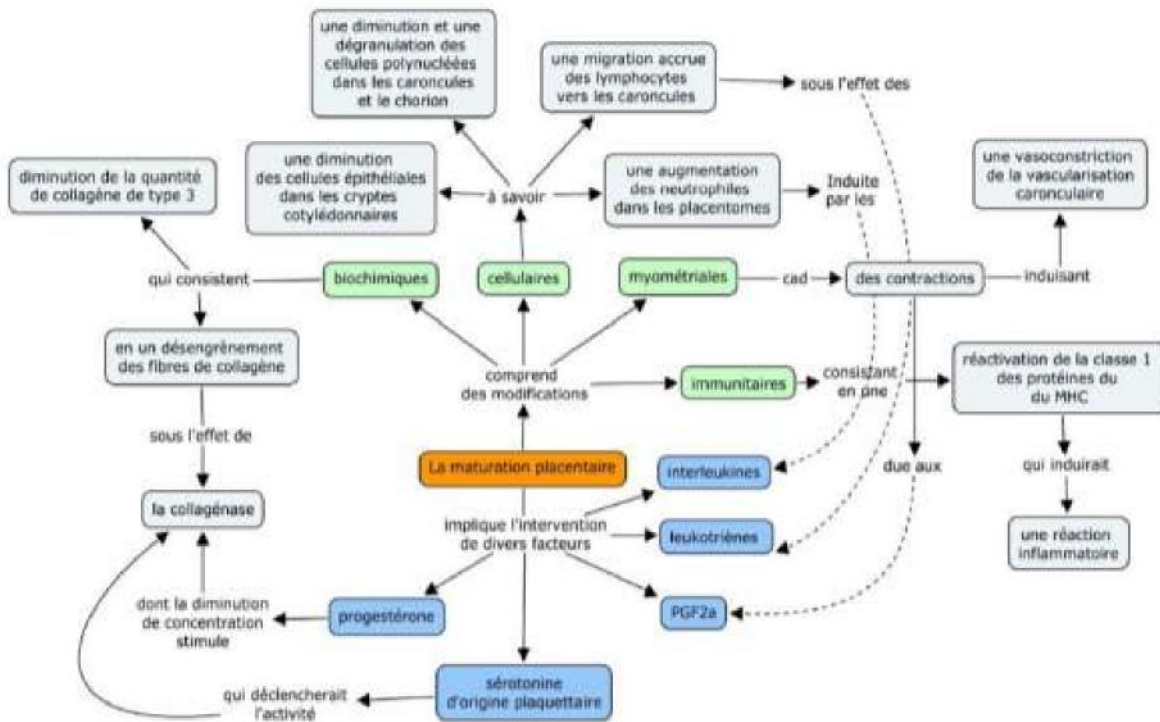 une diminution et une
dégranulation des
cellules polynucléées
dans les caroncules
et le chorion
une migration accrue
des lymphocytes
vers les caroncules
sous l'effet des
diminution de la quantité
de collagène de type 3
une diminution
des cellules épithéliales
dans les cryptes
cotylédonnaires
à savoir
une augmentation
des neutrophiles
dans les placentomes
Induite
par les
une vasoconstriction
de la vascularisation
caronculaire
qui consistent
biochimiques
cellulaires
myométriales
cad
des contractions
induisant
en un désengrènement
des fibres de collagène
comprend
des modifications
immunitaires
consistant
en une
réactivation de la classe 1
des protéines du
du MHC
sous l'effet de
La maturation placentaire
interleukines
due aux
qui induirait
la collagénase
implique l'intervention
de divers facteurs
leukotriènes
une réaction
inflammatoire
dont la diminution
de concentration
stimule
progestérone
PGF2a
qui déclencherait
l'activité
sérotonine
d'origine plaquettaire